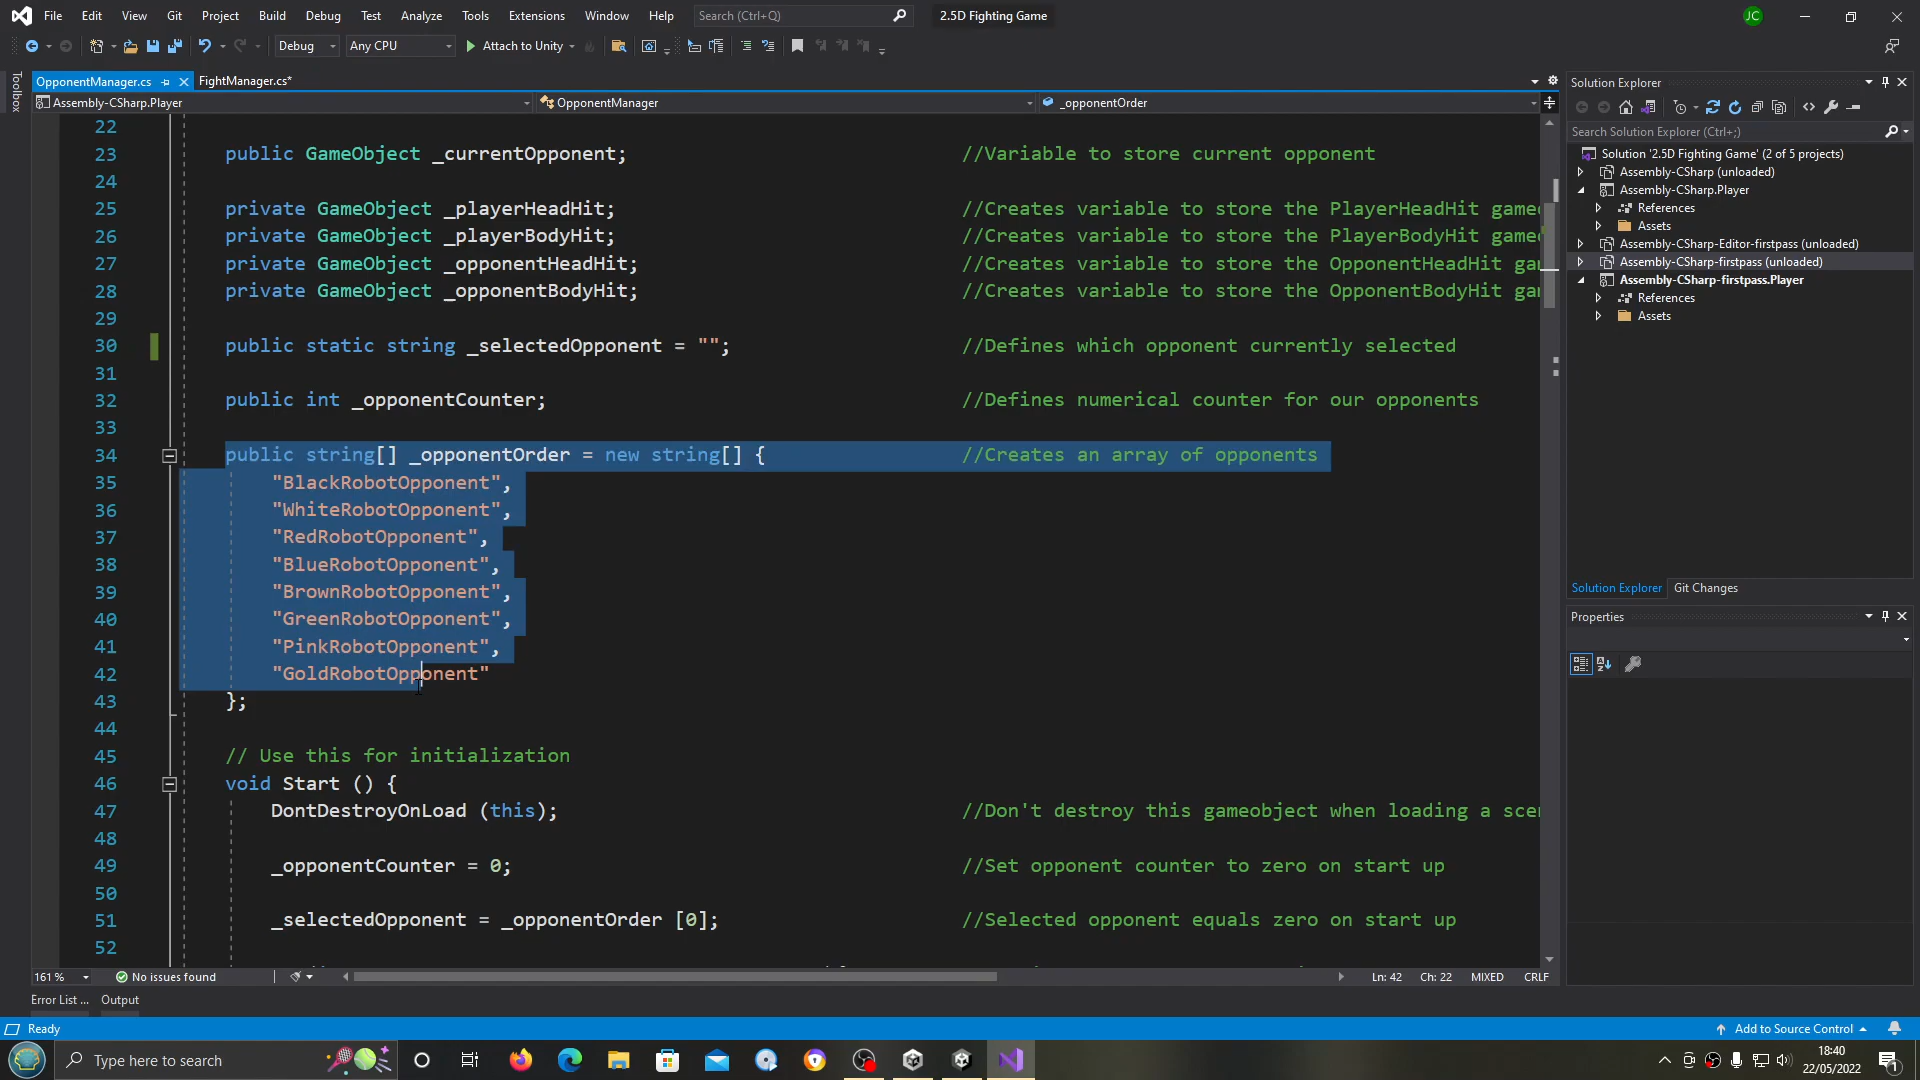 File Edit View Git Project Build Debug Test Analyze Tools Extensions Window Help Search (Ctrl+Q) 2.5D Fighting Game JC
Debug Any CPU Attach to Unity
Toolbox
OpponentManager.cs FightManager.cs*
Assembly-CSharp.Player OpponentManager _opponentOrder
22
23 public GameObject _currentOpponent; //Variable to store current opponent
24
25 private GameObject _playerHeadHit; //Creates variable to store the PlayerHeadHit
26 private GameObject _playerBodyHit; //Creates variable to store the PlayerBodyHit
27 private GameObject _opponentHeadHit; //Creates variable to store the OpponentHeadHit
28 private GameObject _opponentBodyHit; //Creates variable to store the OpponentBodyHit
29
30 public static string _selectedOpponent = ""; //Defines which opponent currently selected
31
32 public int _opponentCounter; //Defines numerical counter for our opponents
33
34 public string[] _opponentOrder = new string[] { //Creates an array of opponents
35 "BlackRobotOpponent",
36 "WhiteRobotOpponent",
37 "RedRobotOpponent",
38 "BlueRobotOpponent",
39 "BrownRobotOpponent",
40 "GreenRobotOpponent",
41 "PinkRobotOpponent",
42 "GoldRobotOpponent"
43 };
44
45 // Use this for initialization
46 void Start () {
47 DontDestroyOnLoad (this); //Don't destroy this gameobject when loading a
48
49 _opponentCounter = 0; //Set opponent counter to zero on start up
50
51 _selectedOpponent = _opponentOrder [0]; //Selected opponent equals zero on start up
52
161 % No issues found Ln: 42 Ch: 22 MIXED CRLF
Error List ... Output
Solution Explorer
Search Solution Explorer (Ctrl+;)
Solution '2.5D Fighting Game' (2 of 5 projects)
Assembly-CSharp (unloaded)
Assembly-CSharp.Player
References
Assets
Assembly-CSharp-Editor-firstpass (unloaded)
Assembly-CSharp-firstpass (unloaded)
Assembly-CSharp-firstpass.Player
References
Assets
Solution Explorer Git Changes
Properties
Ready Add to Source Control
Type here to search 18:40
22/05/2022 1